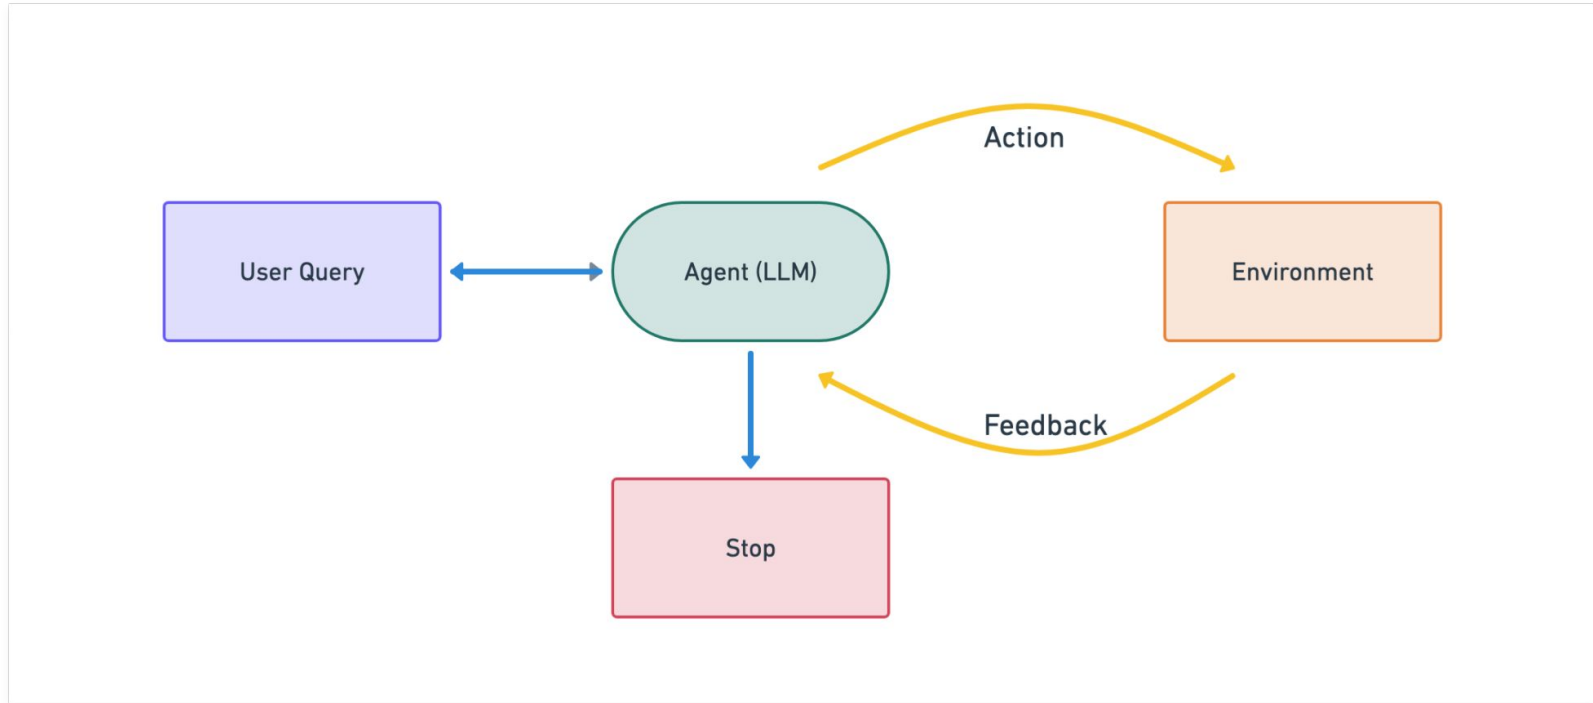 Action
User Query
Agent (LLM)
Environment
Feedback
Stop